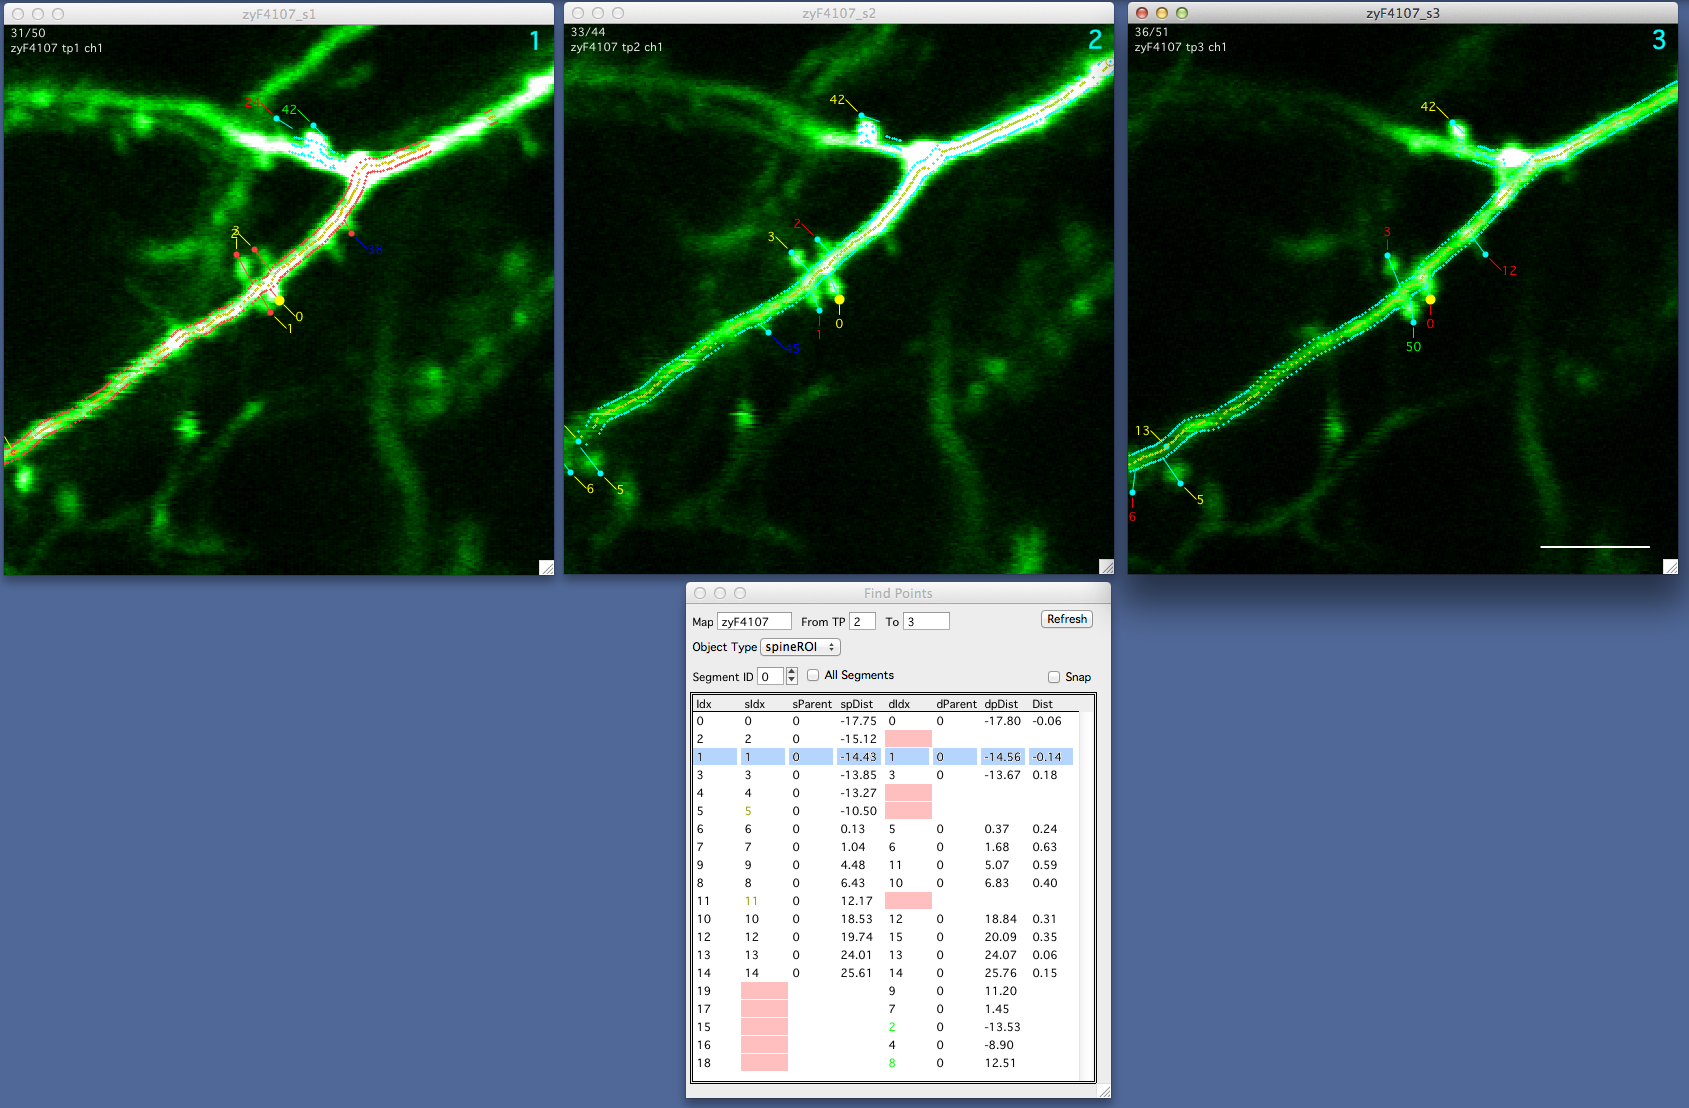 zyF4107_s1
31/50
zyF4107 tp1 ch1
1
24
42
2
1
38
0
1
zyF4107_s2
33/44
zyF4107 tp2 ch1
2
42
2
3
0
1
45
6
5
zyF4107_s3
36/51
zyF4107 tp3 ch1
3
42
3
12
0
50
13
5
6
Find Points
Map zyF4107 From TP 2 To 3 Refresh
Object Type spineROI
Segment ID 0 All Segments Snap
Idx sIdx sParent spDist dIdx dParent dpDist Dist
0 0 0 -17.75 0 0 -17.80 -0.06
2 2 0 -15.12
1 1 0 -14.43 1 0 -14.56 -0.14
3 3 0 -13.85 3 0 -13.67 0.18
4 4 0 -13.27
5 5 0 -10.50
6 6 0 0.13 5 0 0.37 0.24
7 7 0 1.04 6 0 1.68 0.63
9 9 0 4.48 11 0 5.07 0.59
8 8 0 6.43 10 0 6.83 0.40
11 11 0 12.17
10 10 0 18.53 12 0 18.84 0.31
12 12 0 19.74 15 0 20.09 0.35
13 13 0 24.01 13 0 24.07 0.06
14 14 0 25.61 14 0 25.76 0.15
19 9 0 11.20
17 7 0 1.45
15 2 0 -13.53
16 4 0 -8.90
18 8 0 12.51